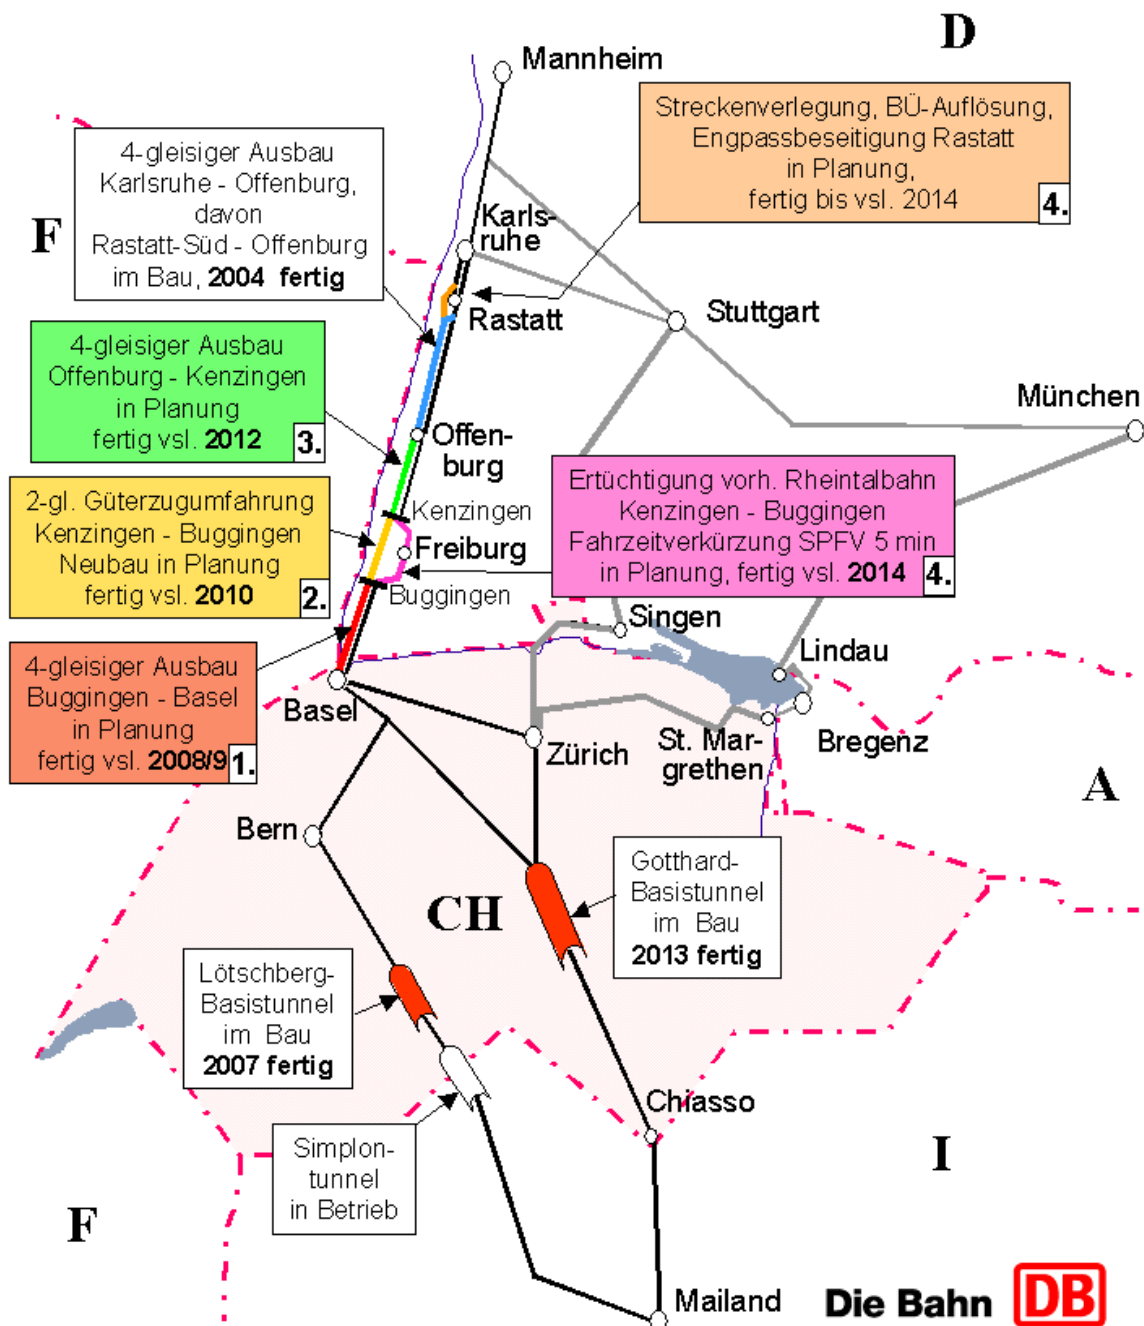 D
Mannheim
Streckenverlegung, BÜ-Auflösung,
Engpassbeseitigung Rastatt
in Planung,
fertig bis vsl. 2014
4.
4-gleisiger Ausbau
Karlsruhe - Offenburg,
davon
Rastatt-Süd - Offenburg
im Bau, 2004 fertig
F
Karls-
ruhe
Rastatt
Stuttgart
4-gleisiger Ausbau
Offenburg - Kenzingen
in Planung
fertig vsl. 2012
3.
München
Offen-
burg
2-gl. Güterzugumfahrung
Kenzingen - Buggingen
Neubau in Planung
fertig vsl. 2010
2.
Kenzingen
Freiburg
Buggingen
Ertüchtigung vorh. Rheintalbahn
Kenzingen - Buggingen
Fahrzeitverkürzung SPFV 5 min
in Planung, fertig vsl. 2014
4.
Singen
Lindau
4-gleisiger Ausbau
Buggingen - Basel
in Planung
fertig vsl. 2008/9
1.
Basel
Zürich
St. Mar-
grethen
Bregenz
A
Bern
Gotthard-
Basistunnel
im Bau
2013 fertig
CH
Lötschberg-
Basistunnel
im Bau
2007 fertig
Chiasso
Simplon-
tunnel
in Betrieb
I
F
Mailand
Die Bahn DB